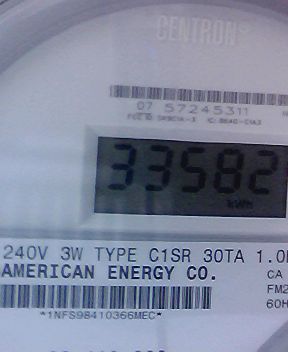 CENTRON®
07 57245311
33582
kWh
240V 3W TYPE C1SR 30TA 1.0
AMERICAN ENERGY CO.
CA
FM2
60H
*1NFS98410366MEC*